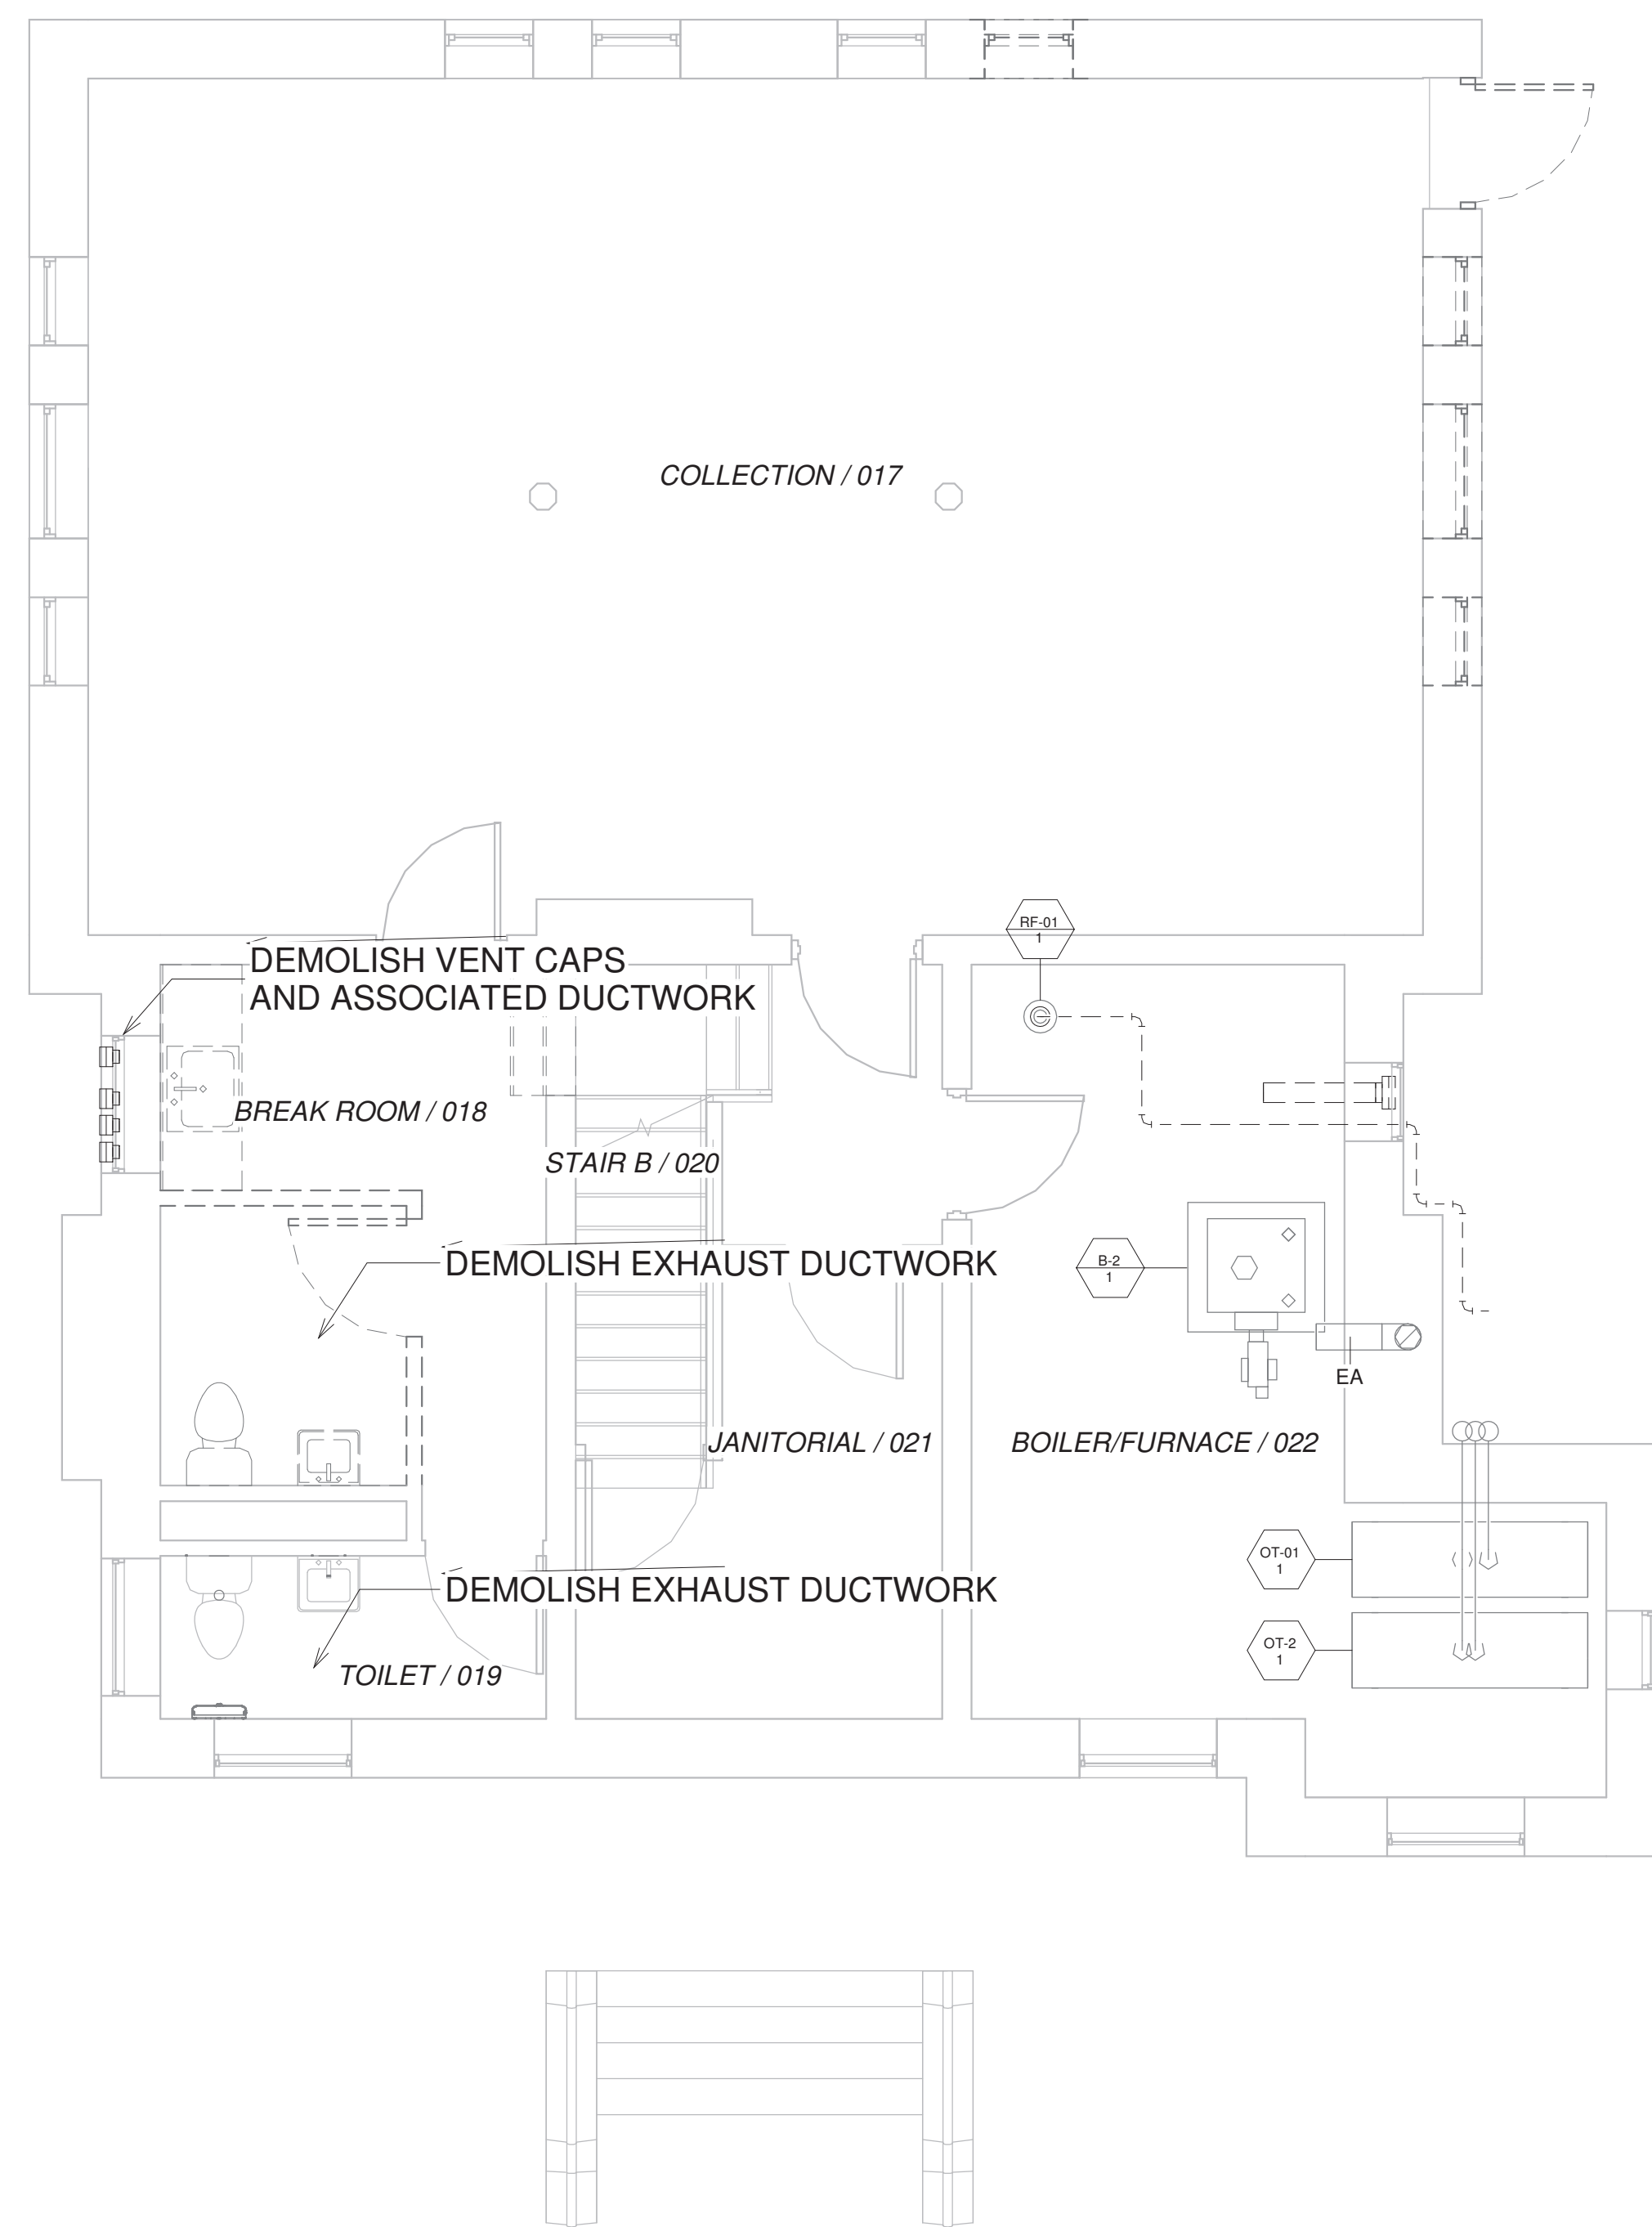 COLLECTION / 017
RF-01
1
DEMOLISH VENT CAPS
AND ASSOCIATED DUCTWORK
BREAK ROOM / 018
STAIR B / 020
DEMOLISH EXHAUST DUCTWORK
B-2
1
EA
JANITORIAL / 021
BOILER/FURNACE / 022
OT-01
1
DEMOLISH EXHAUST DUCTWORK
OT-2
1
TOILET / 019